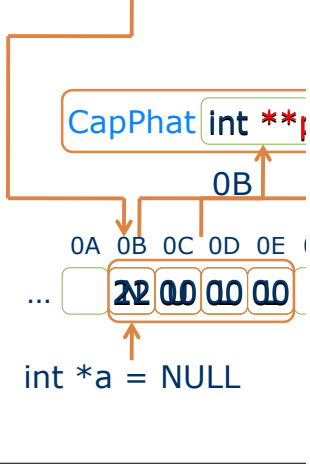 CapPhat int **p
0B
0A 0B 0C 0D 0E
...
int *a = NULL